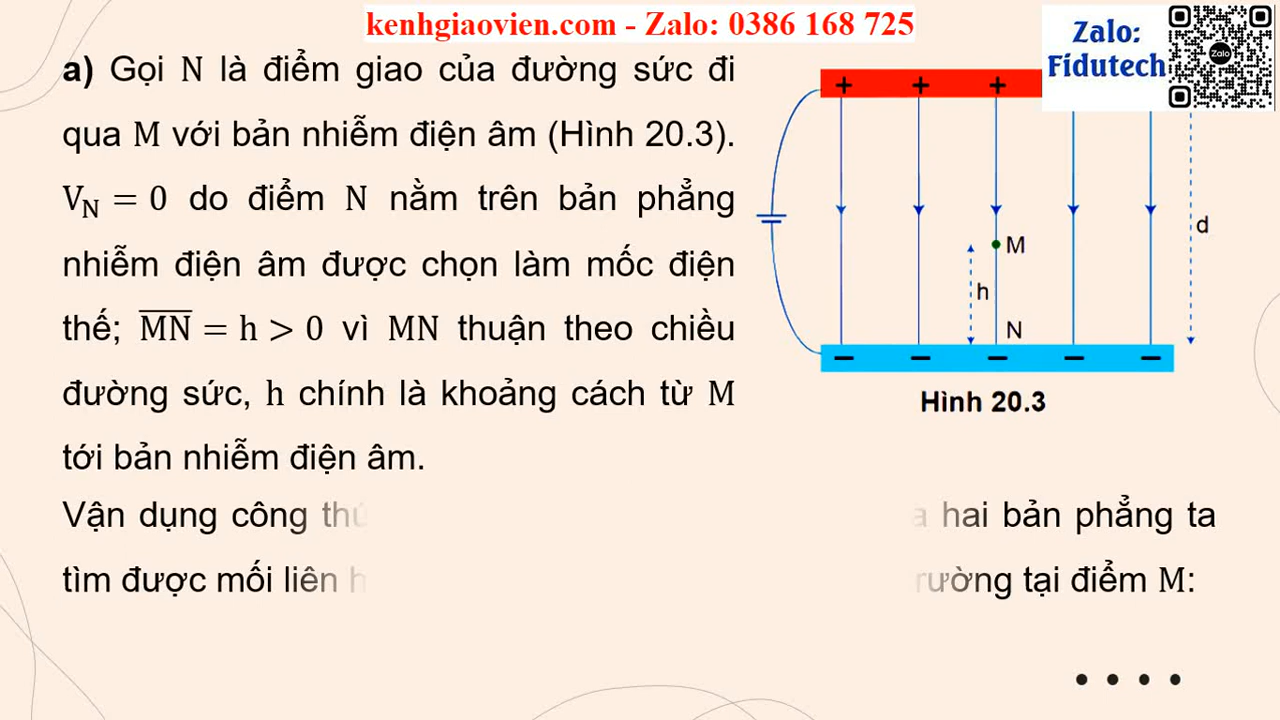 kenhgiaovien.com - Zalo: 0386 168 725
Zalo:
Fidutech
Zalo
a) Gọi N là điểm giao của đường sức đi
qua M với bản nhiễm điện âm (Hình 20.3).
V_N = 0 do điểm N nằm trên bản phẳng
nhiễm điện âm được chọn làm mốc điện
thế; \overline{MN} = h > 0 vì MN thuận theo chiều
đường sức, h chính là khoảng cách từ M
tới bản nhiễm điện âm.
+ + +
M
d
h
N
− − − − −
Hình 20.3
Vận dụng công hai bản phẳng ta
tìm được mối liên tại điểm M: